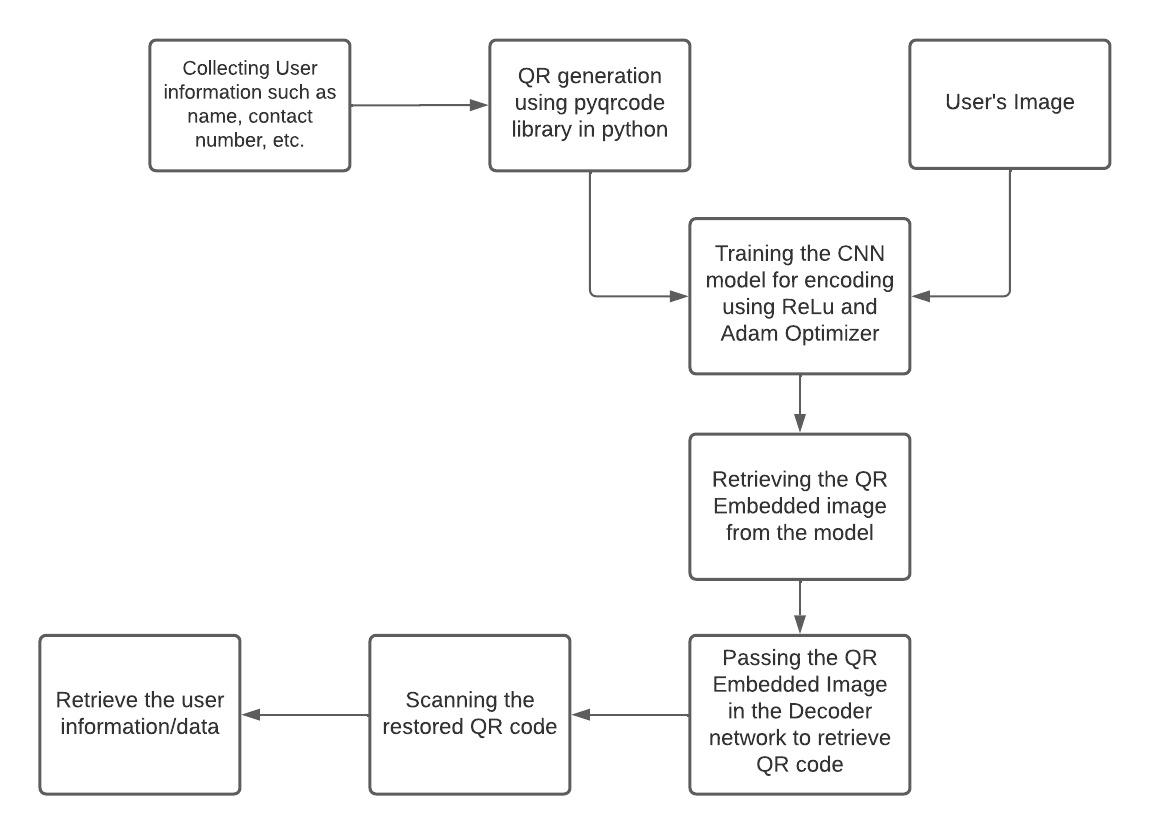 Collecting User
information such as
name, contact
number, etc.
QR generation
using pyqrcode
library in python
User's Image
Training the CNN
model for encoding
using ReLu and
Adam Optimizer
Retrieving the QR
Embedded image
from the model
Passing the QR
Embedded Image
in the Decoder
network to retrieve
QR code
Scanning the
restored QR code
Retrieve the user
information/data